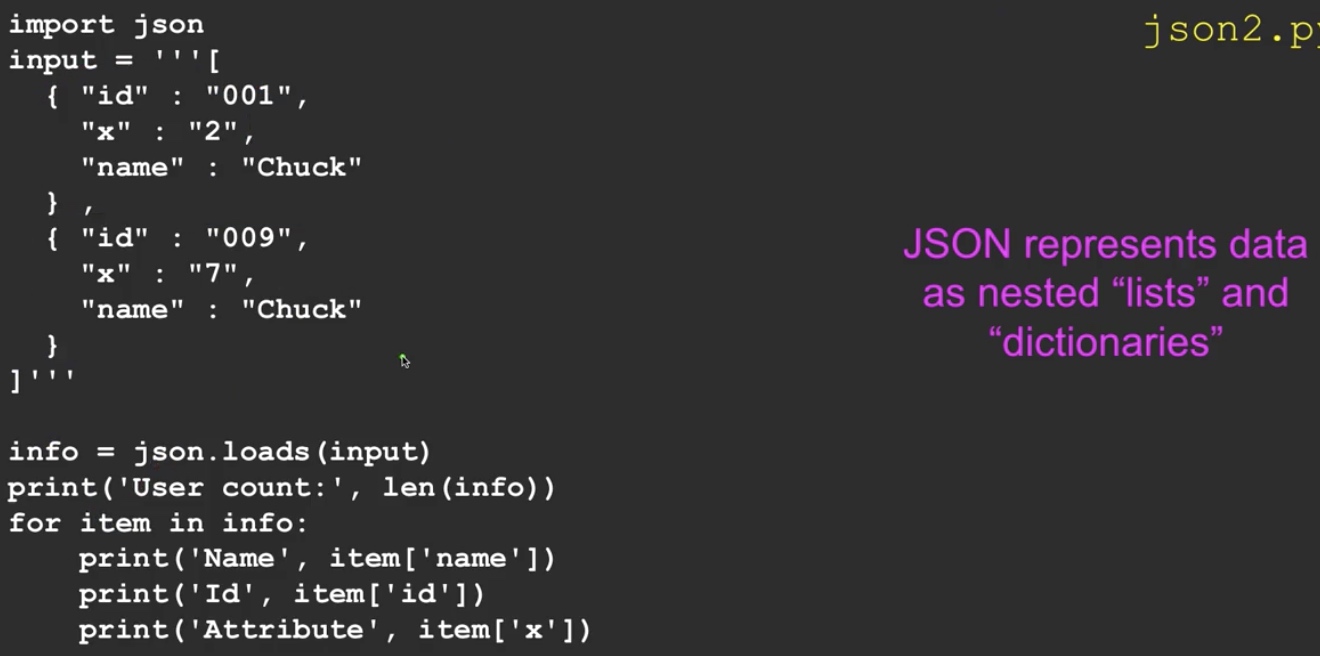 import json
input = '''[
  { "id" : "001",
    "x" : "2",
    "name" : "Chuck"
  } ,
  { "id" : "009",
    "x" : "7",
    "name" : "Chuck"
  }
]'''

info = json.loads(input)
print('User count:', len(info))
for item in info:
    print('Name', item['name'])
    print('Id', item['id'])
    print('Attribute', item['x'])
json2.py
JSON represents data
as nested “lists” and
“dictionaries”